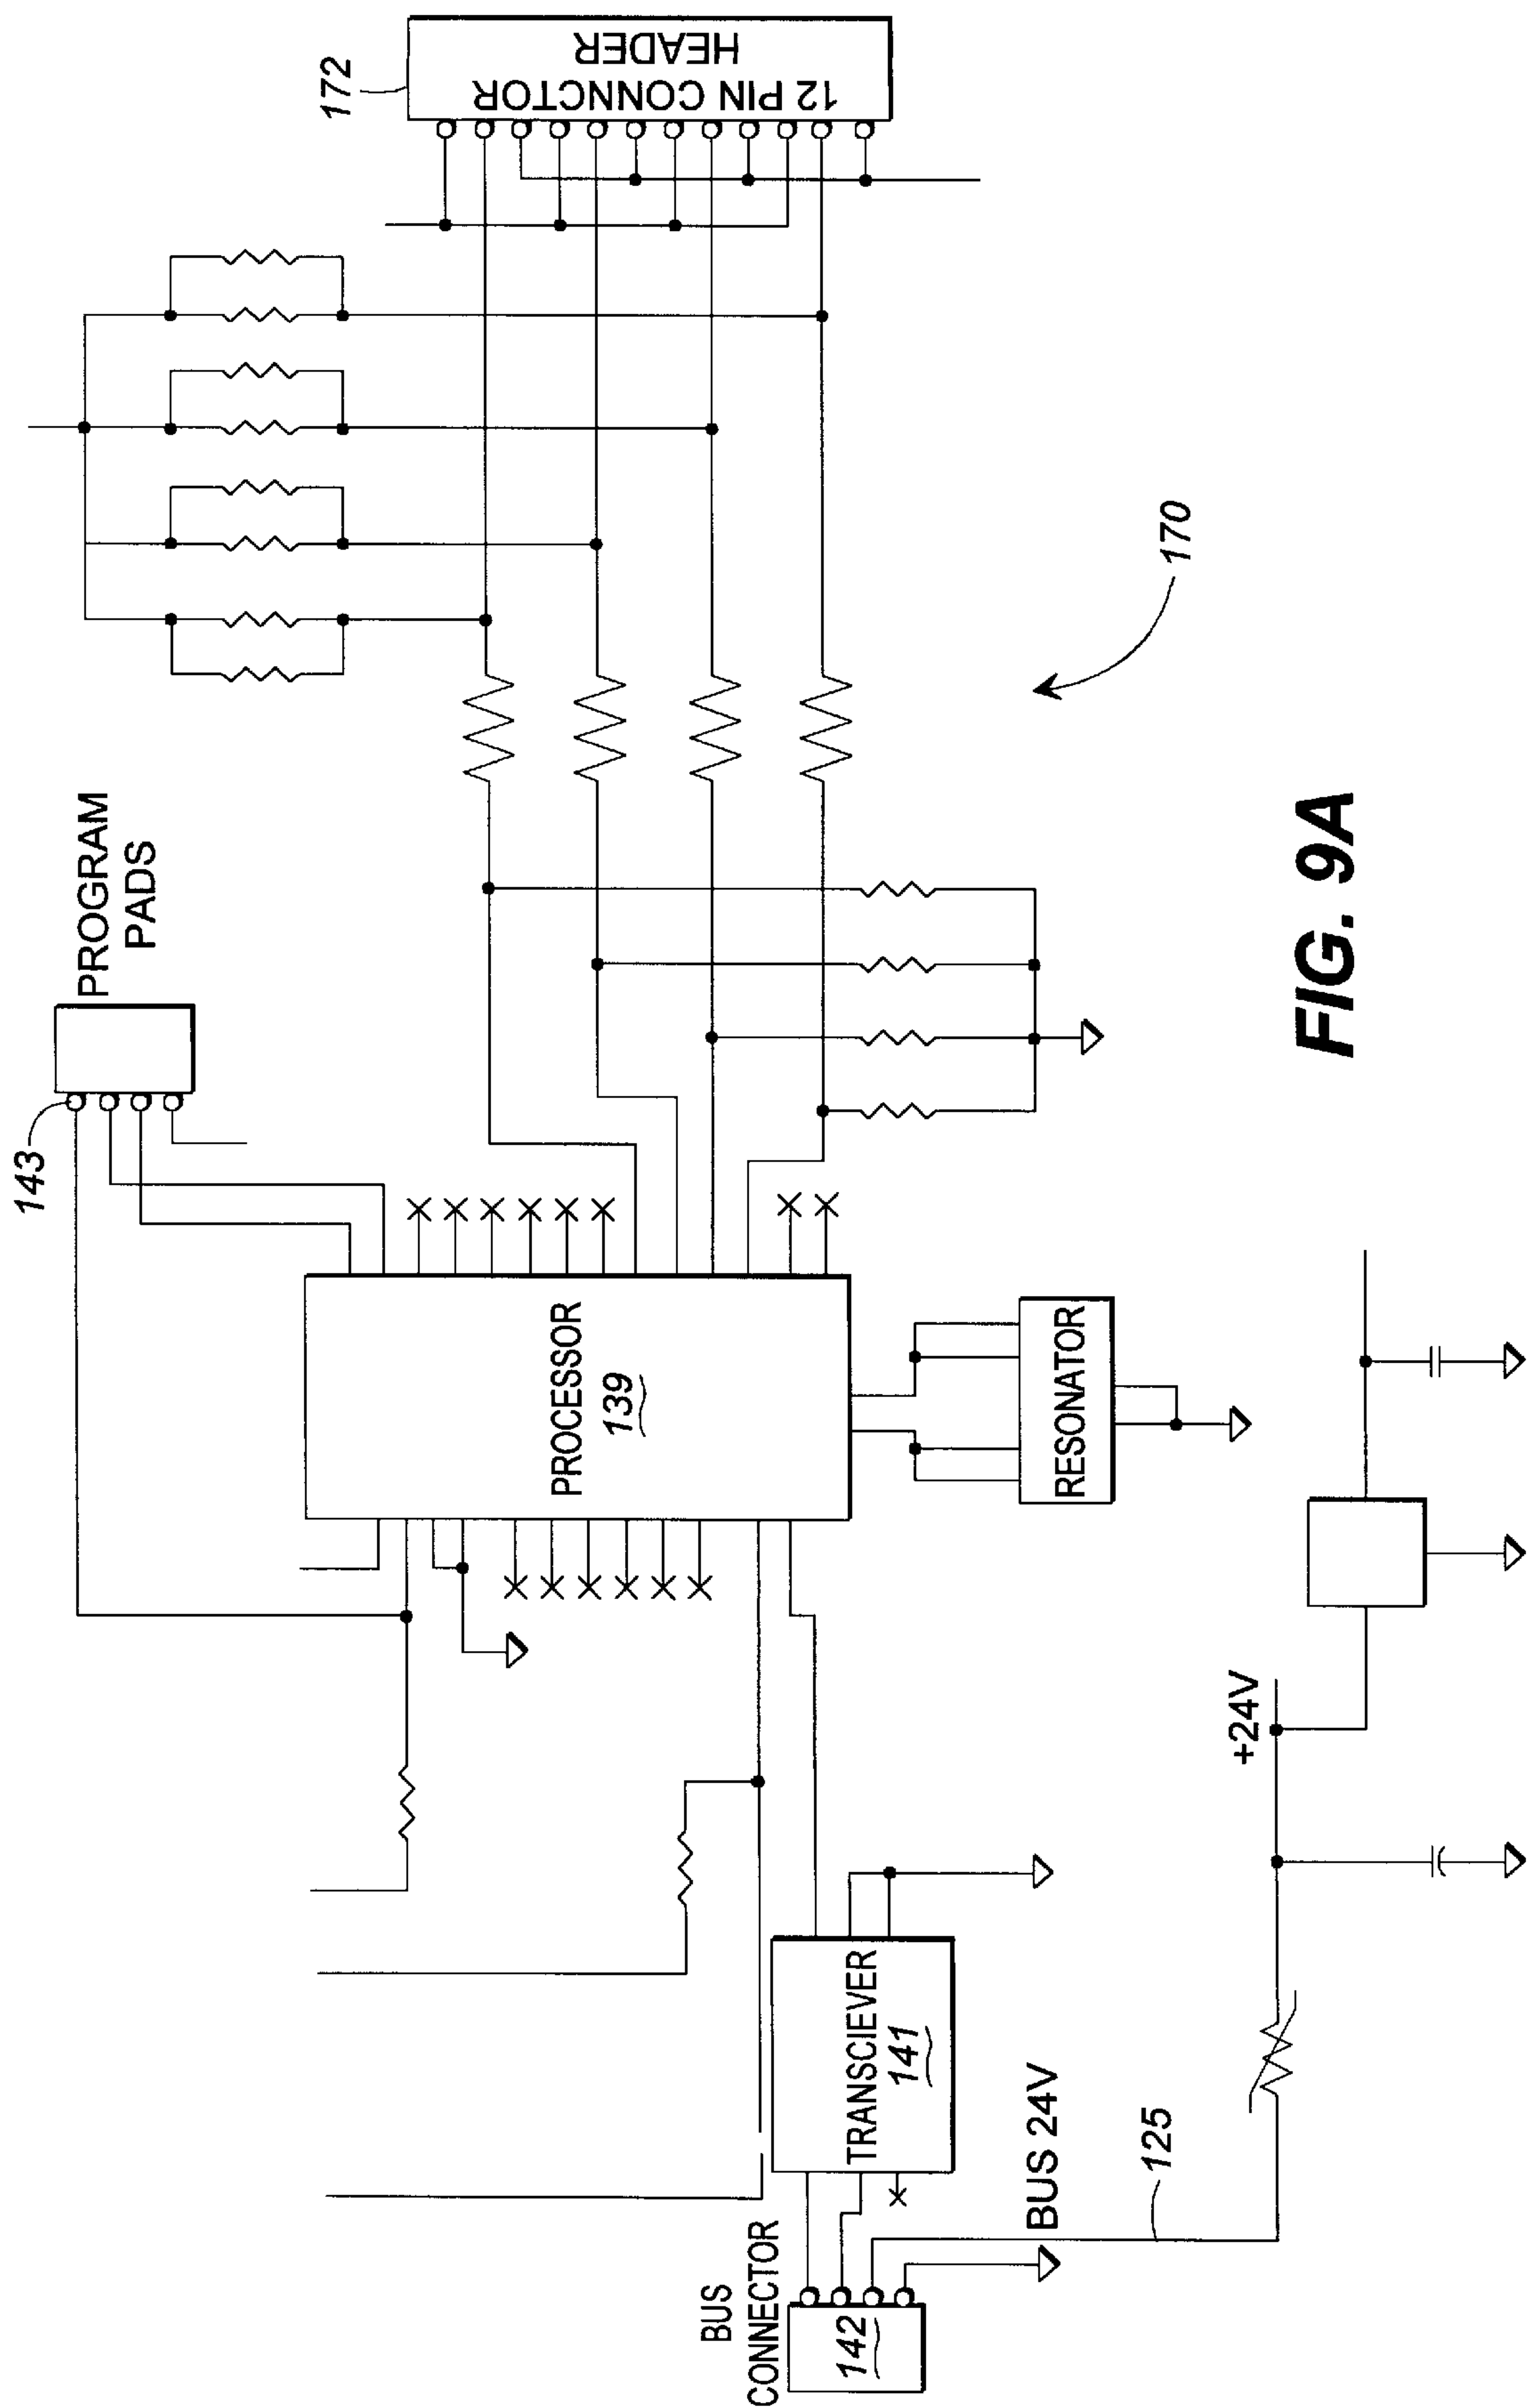 143
PROGRAM
PADS
172
12 PIN CONNCTOR
HEADER
PROCESSOR
139
RESONATOR
170
BUS
CONNECTOR
142
TRANSCIEVER
141
BUS 24V
125
+24V
FIG. 9A